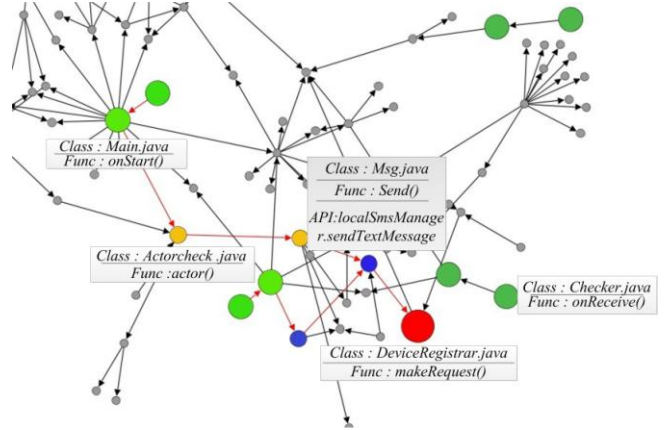 Class : Main.java
Func : onStart()
Class : Msg.java
Func : Send()
API:localSmsManage
r.sendTextMessage
Class : Actorcheck .java
Func :actor()
Class : Checker.java
Func : onReceive()
Class : DeviceRegistrar.java
Func : makeRequest()